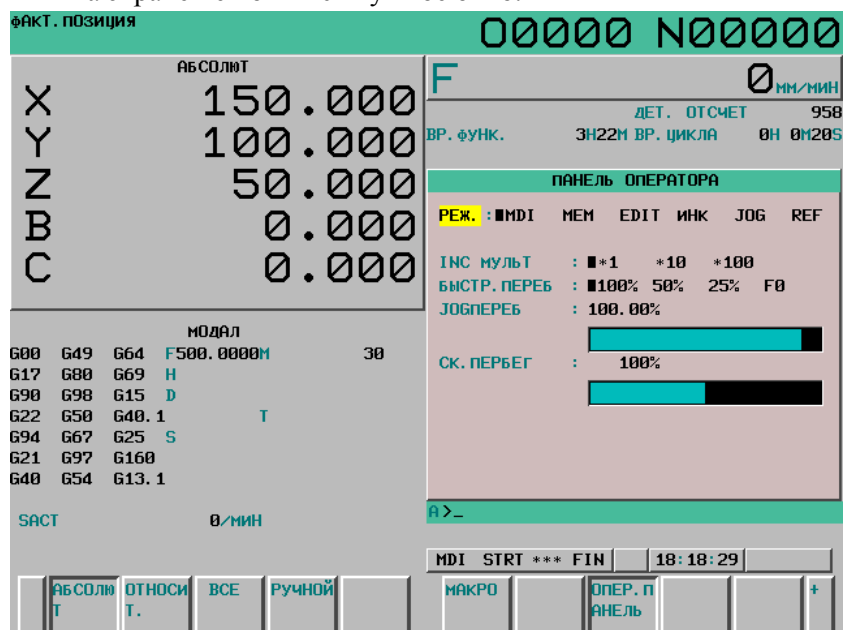 ФАКТ. ПОЗИЦИЯ
O0000 N00000
АБСОЛЮТ
X 150.000
Y 100.000
Z 50.000
B 0.000
C 0.000
F 0 ММ/МИН
ДЕТ. ОТСЧЕТ 958
ВР. ФУНК. 3H22M ВР. ЦИКЛА 0H 0M20S
ПАНЕЛЬ ОПЕРАТОРА
РЕЖ. : MDI MEM EDIT ИНК JOG REF
INC МУЛЬТ : *1 *10 *100
БЫСТР. ПЕРЕБ : 100% 50% 25% F0
JOGПЕРЕБ : 100.00%
СК. ПЕРБЕГ : 100%
МОДАЛ
G00 G49 G64 F500.0000M 30
G17 G80 G69 H
G90 G98 G15 D
G22 G50 G40.1 T
G94 G67 G25 S
G21 G97 G160
G40 G54 G13.1
SACT 0/МИН
A>_
MDI STRT *** FIN 18:18:29
АБСОЛЮ
Т
ОТНОСИ
Т.
ВСЕ
РУЧНОЙ
МАКРО
ОПЕР. П
АНЕЛЬ
+